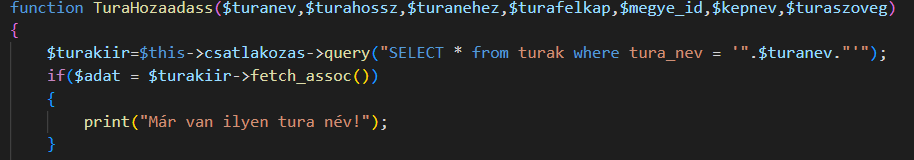 function TuraHozaadass($turanev,$turahossz,$turanehez,$turafelkap,$megye_id,$kepnev,$turaszoveg)
{
$turakiir=$this->csatlakozas->query("SELECT * from turak where tura_nev = '".$turanev."'");
if($adat = $turakiir->fetch_assoc())
{
print("Már van ilyen tura név!");
}